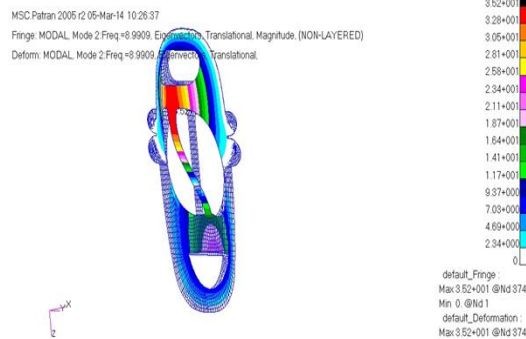 MSC.Patran 2005 r2 05-Mar-14 10:26:37
Fringe: MODAL, Mode 2:Freq.=8.9909, Eigenvectors, Translational, Magnitude, (NON-LAYERED)
Deform: MODAL, Mode 2:Freq.=8.9909, Eigenvectors, Translational,
3.52+001
3.28+001
3.05+001
2.81+001
2.58+001
2.34+001
2.11+001
1.87+001
1.64+001
1.41+001
1.17+001
9.37+000
7.03+000
4.69+000
2.34+000
0.
default_Fringe :
Max 3.52+001 @Nd 374
Min 0. @Nd 1
default_Deformation :
Max 3.52+001 @Nd 374
X
Y
Z